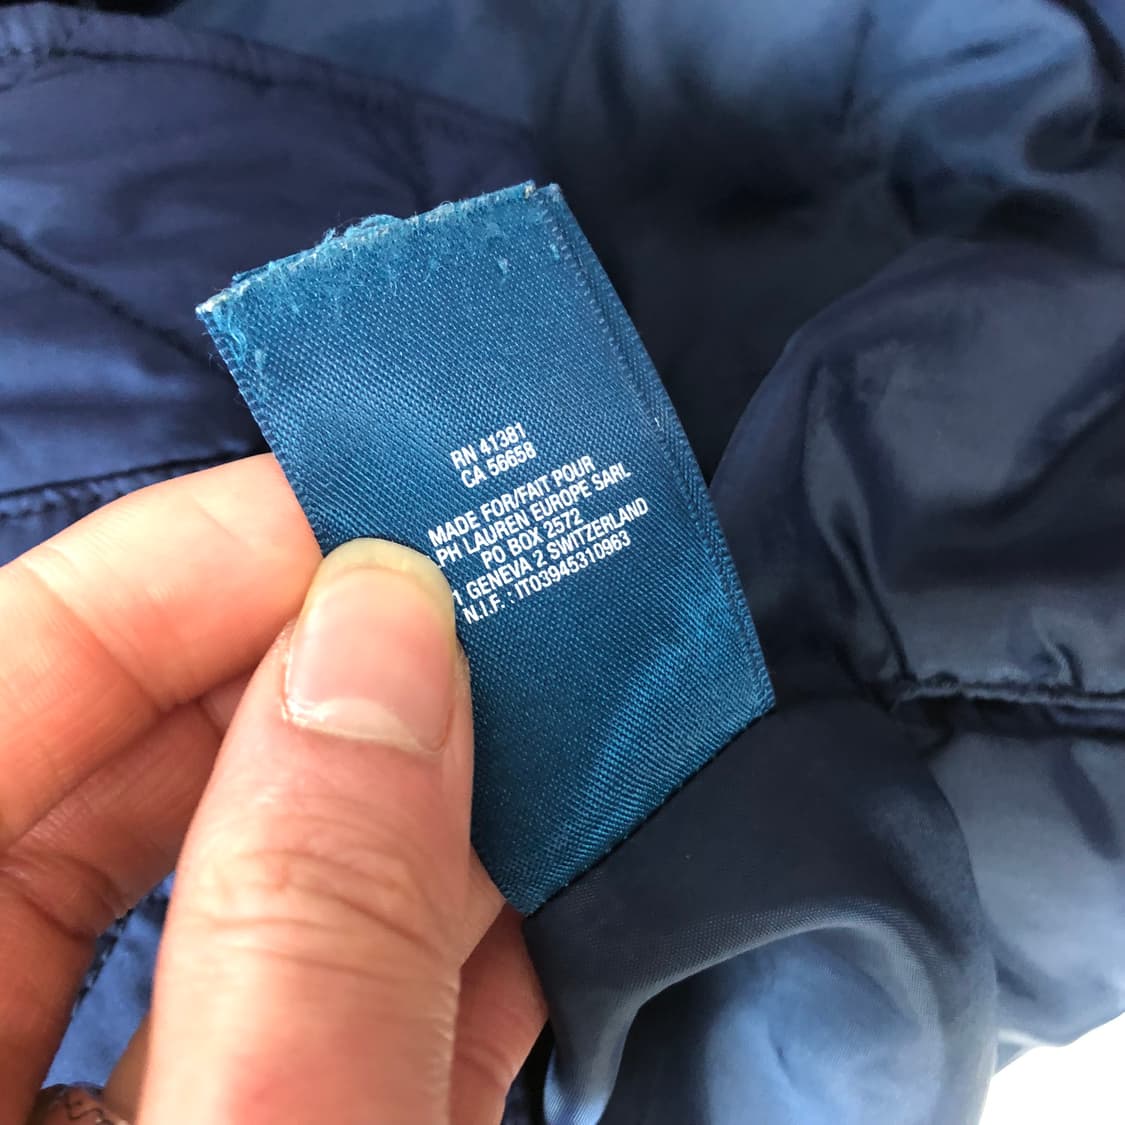 RN 41381
CA 56658
MADE FOR/FAIT POUR
PH LAUREN EUROPE SARL
PO BOX 2572
1 GENEVA 2 SWITZERLAND
N.I.F. : IT03945310963